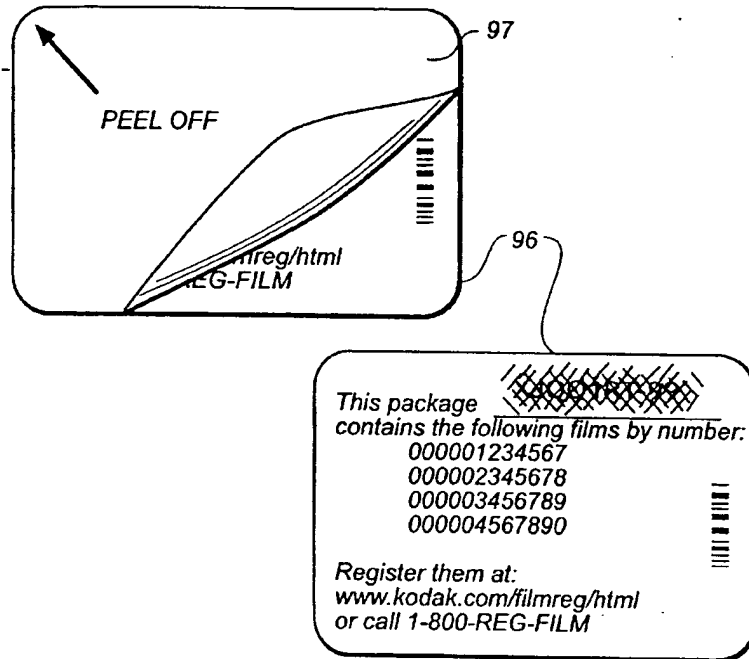 97
PEEL OFF
mreg/html
EG-FILM
96
This package
contains the following films by number:
000001234567
000002345678
000003456789
000004567890
Register them at:
www.kodak.com/filmreg/html
or call 1-800-REG-FILM